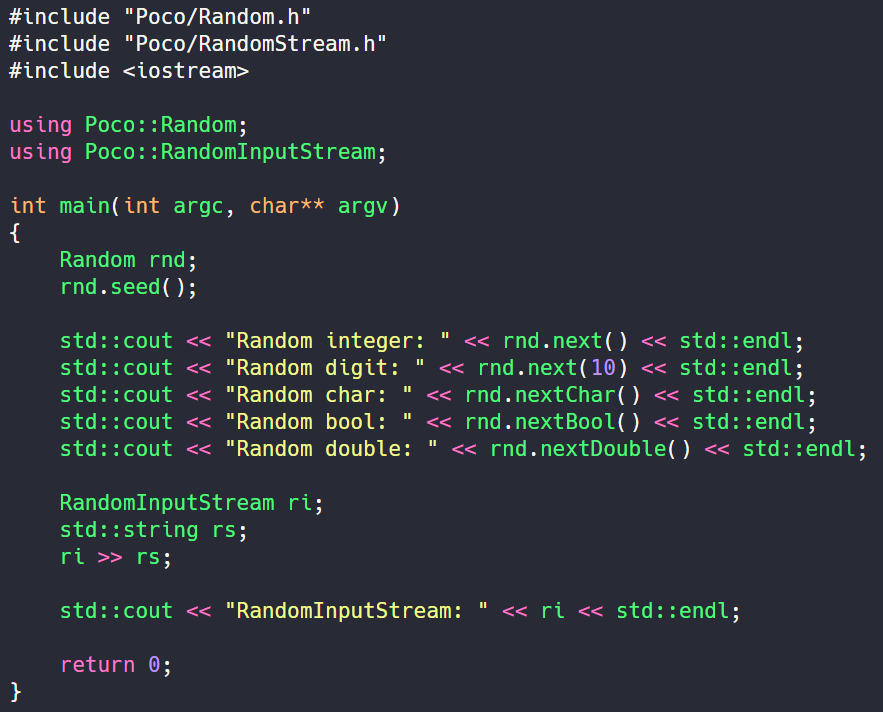 #include "Poco/Random.h"
#include "Poco/RandomStream.h"
#include <iostream>

using Poco::Random;
using Poco::RandomInputStream;

int main(int argc, char** argv)
{
    Random rnd;
    rnd.seed();

    std::cout << "Random integer: " << rnd.next() << std::endl;
    std::cout << "Random digit: " << rnd.next(10) << std::endl;
    std::cout << "Random char: " << rnd.nextChar() << std::endl;
    std::cout << "Random bool: " << rnd.nextBool() << std::endl;
    std::cout << "Random double: " << rnd.nextDouble() << std::endl;

    RandomInputStream ri;
    std::string rs;
    ri >> rs;

    std::cout << "RandomInputStream: " << ri << std::endl;

    return 0;
}